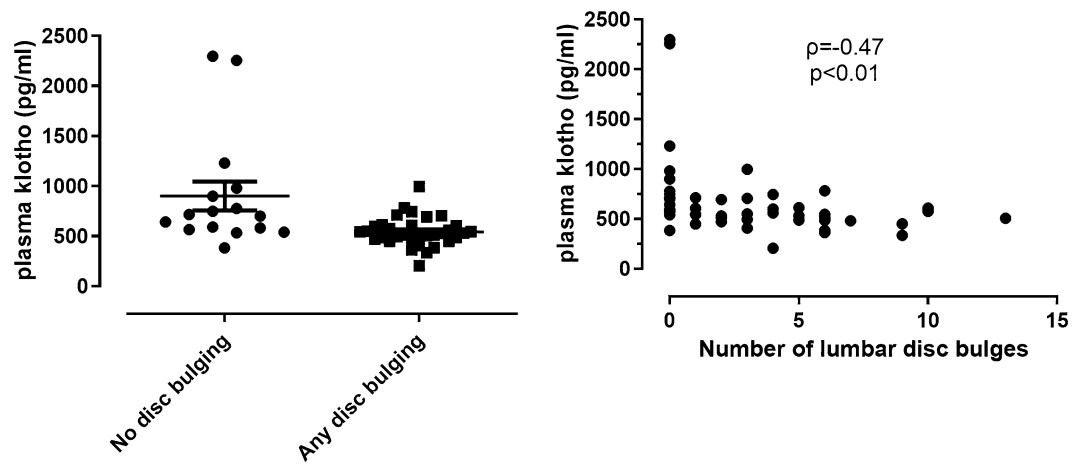 plasma klotho (pg/ml)
2500
2000
1500
1000
500
0
No disc bulging
Any disc bulging
plasma klotho (pg/ml)
2500
2000
1500
1000
500
0
ρ=-0.47
p<0.01
0 5 10 15
Number of lumbar disc bulges